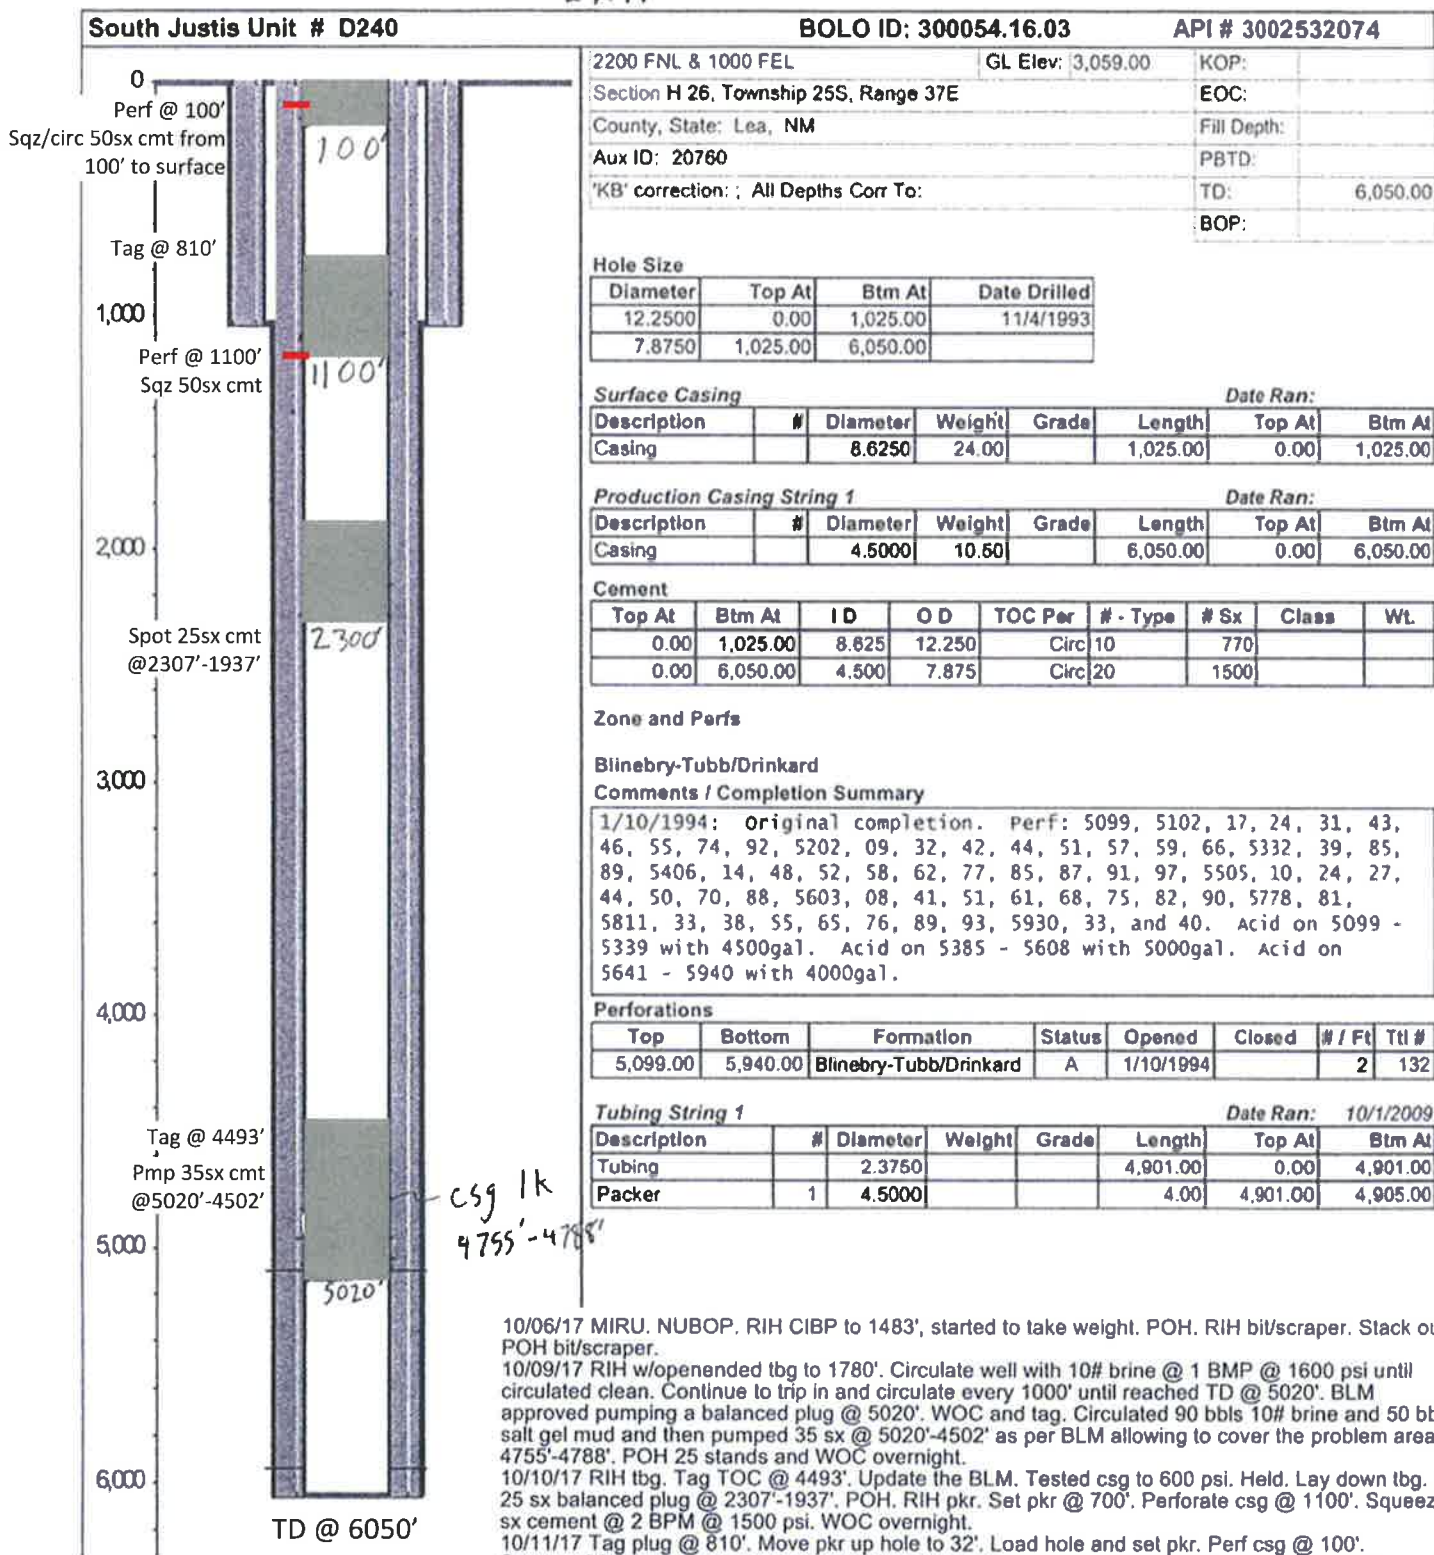 South Justis Unit # D240 BOLO ID: 300054.16.03 API # 3002532074
2200 FNL & 1000 FEL GL Elev: 3,059.00 KOP:
Section H 26, Township 25S, Range 37E EOC:
County, State: Lea, NM Fill Depth:
Aux ID: 20760 PBTD:
'KB' correction: ; All Depths Corr To: TD: 6,050.00
BOP:
0
Perf @ 100'
Sqz/circ 50sx cmt from
100' to surface
100'
Tag @ 810'
1,000
Perf @ 1100'
Sqz 50sx cmt
1100'
2,000
Spot 25sx cmt
@2307'-1937'
2300'
3,000
4,000
Tag @ 4493'
Pmp 35sx cmt
@5020'-4502'
csg lk
4755'-4788'
5,000
5020'
6,000
TD @ 6050'
Hole Size
Diameter Top At Btm At Date Drilled
12.2500 0.00 1,025.00 11/4/1993
7.8750 1,025.00 6,050.00
Surface Casing Date Ran:
Description # Diameter Weight Grade Length Top At Btm At
Casing 8.6250 24.00 1,025.00 0.00 1,025.00
Production Casing String 1 Date Ran:
Description # Diameter Weight Grade Length Top At Btm At
Casing 4.5000 10.50 6,050.00 0.00 6,050.00
Cement
Top At Btm At I D O D TOC Per # - Type # Sx Class Wt.
0.00 1,025.00 8.625 12.250 Circ 10 770
0.00 6,050.00 4.500 7.875 Circ 20 1500
Zone and Perfs
Blinebry-Tubb/Drinkard
Comments / Completion Summary
1/10/1994: Original completion. Perf: 5099, 5102, 17, 24, 31, 43,
46, 55, 74, 92, 5202, 09, 32, 42, 44, 51, 57, 59, 66, 5332, 39, 85,
89, 5406, 14, 48, 52, 58, 62, 77, 85, 87, 91, 97, 5505, 10, 24, 27,
44, 50, 70, 88, 5603, 08, 41, 51, 61, 68, 75, 82, 90, 5778, 81,
5811, 33, 38, 55, 65, 76, 89, 93, 5930, 33, and 40. Acid on 5099 -
5339 with 4500gal. Acid on 5385 - 5608 with 5000gal. Acid on
5641 - 5940 with 4000gal.
Perforations
Top Bottom Formation Status Opened Closed # / Ft Ttl #
5,099.00 5,940.00 Blinebry-Tubb/Drinkard A 1/10/1994 2 132
Tubing String 1 Date Ran: 10/1/2009
Description # Diameter Weight Grade Length Top At Btm At
Tubing 2.3750 4,901.00 0.00 4,901.00
Packer 1 4.5000 4.00 4,901.00 4,905.00
10/06/17 MIRU. NUBOP. RIH CIBP to 1483', started to take weight. POH. RIH bit/scraper. Stack ou
POH bit/scraper.
10/09/17 RIH w/openended tbg to 1780'. Circulate well with 10# brine @ 1 BMP @ 1600 psi until
circulated clean. Continue to trip in and circulate every 1000' until reached TD @ 5020'. BLM
approved pumping a balanced plug @ 5020'. WOC and tag. Circulated 90 bbls 10# brine and 50 bb
salt gel mud and then pumped 35 sx @ 5020'-4502' as per BLM allowing to cover the problem area
4755'-4788'. POH 25 stands and WOC overnight.
10/10/17 RIH tbg. Tag TOC @ 4493'. Update the BLM. Tested csg to 600 psi. Held. Lay down tbg.
25 sx balanced plug @ 2307'-1937'. POH. RIH pkr. Set pkr @ 700'. Perforate csg @ 1100'. Squeez
sx cement @ 2 BPM @ 1500 psi. WOC overnight.
10/11/17 Tag plug @ 810'. Move pkr up hole to 32'. Load hole and set pkr. Perf csg @ 100'.